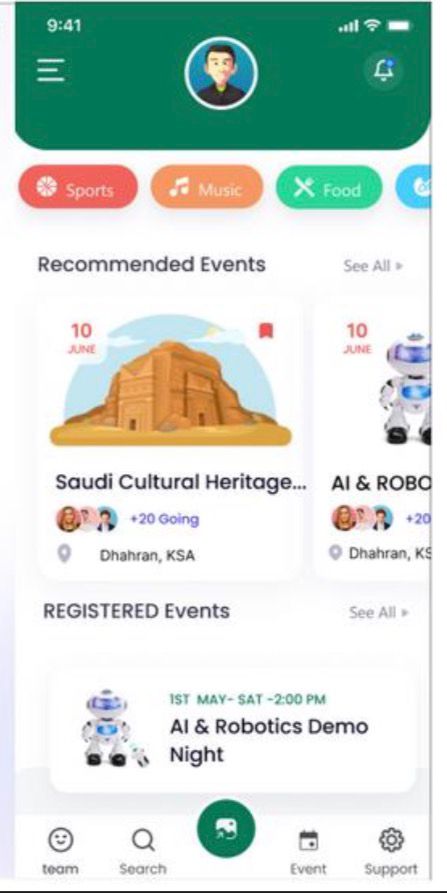 9:41
Sports
Music
Food
Recommended Events
See All
10
JUNE
10
JUNE
Saudi Cultural Heritage...
AI & ROBO
+20 Going
+20
Dhahran, KSA
Dhahran, KS
REGISTERED Events
See All
1ST MAY- SAT -2:00 PM
AI & Robotics Demo
Night
team
Search
Event
Support